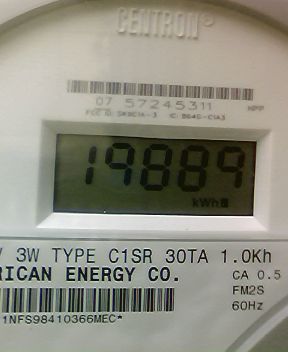 CENTRON®
07 57245311
19889
kWh
V 3W TYPE C1SR 30TA 1.0Kh
RICAN ENERGY CO.
CA 0.5
FM2S
60Hz
1NFS98410366MEC*